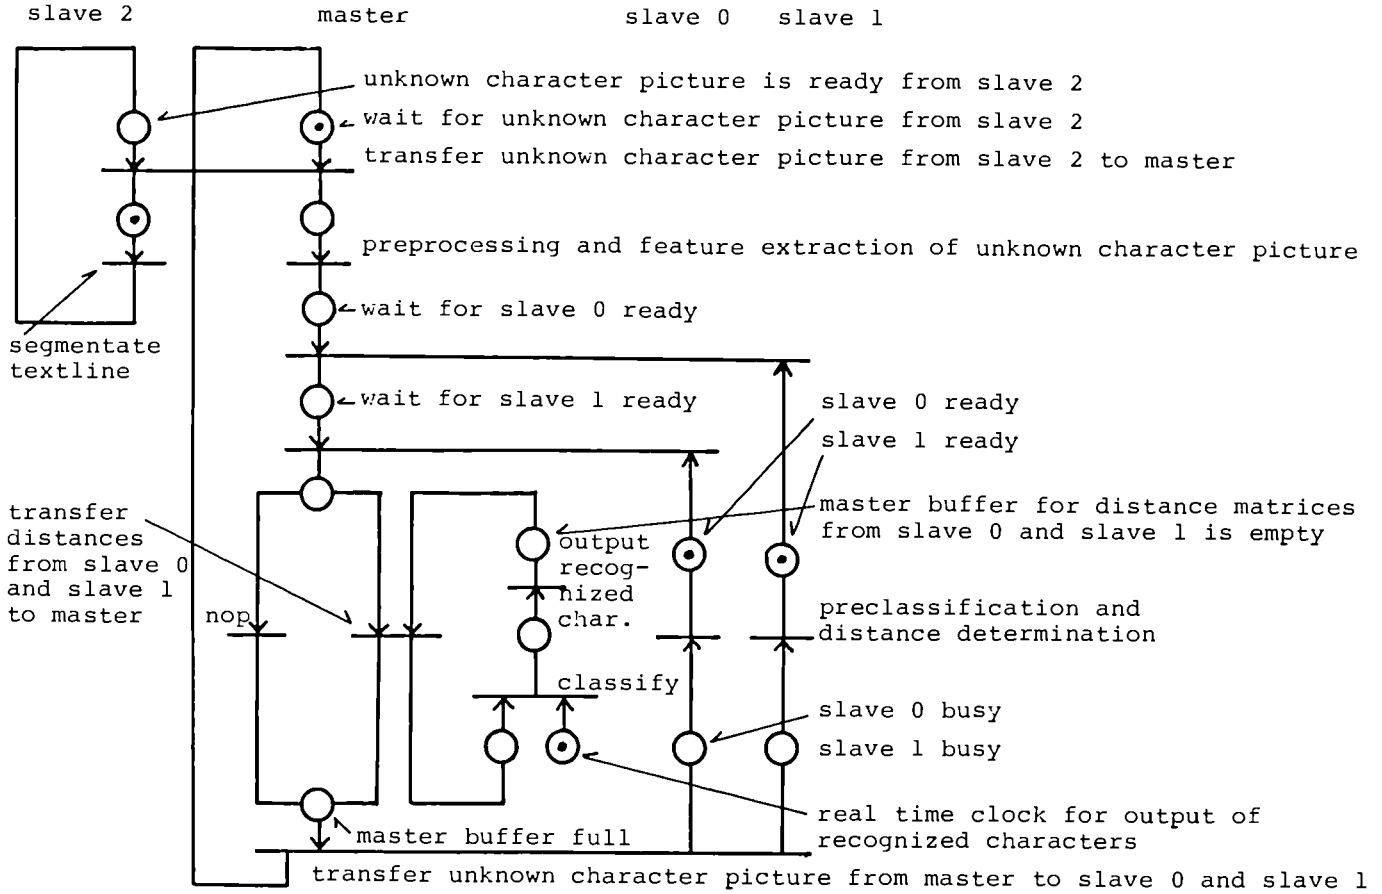 slave 2
master
slave 0
slave 1
unknown character picture is ready from slave 2
wait for unknown character picture from slave 2
transfer unknown character picture from slave 2 to master
preprocessing and feature extraction of unknown character picture
wait for slave 0 ready
segmentate
textline
wait for slave 1 ready
slave 0 ready
slave 1 ready
transfer
distances
from slave 0
and slave 1
to master
nop
output
recog-
nized
char.
master buffer for distance matrices
from slave 0 and slave 1 is empty
preclassification and
distance determination
classify
slave 0 busy
slave 1 busy
real time clock for output of
recognized characters
master buffer full
transfer unknown character picture from master to slave 0 and slave 1